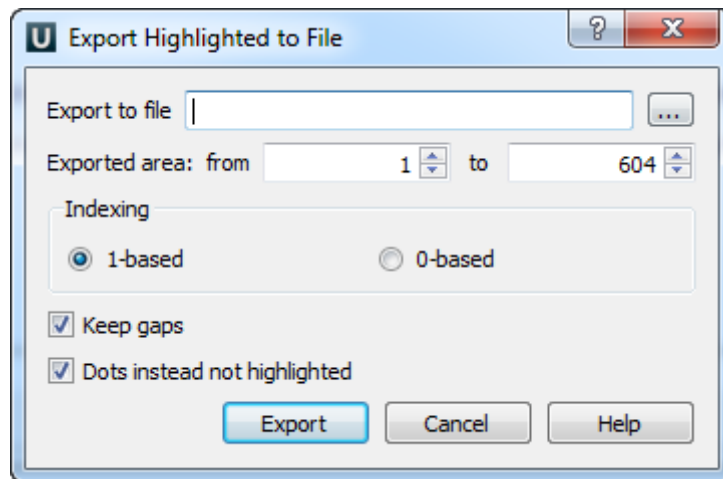 U Export Highlighted to File ? X
Export to file ...
Exported area: from 1 to 604
Indexing
1-based 0-based
Keep gaps
Dots instead not highlighted
Export Cancel Help